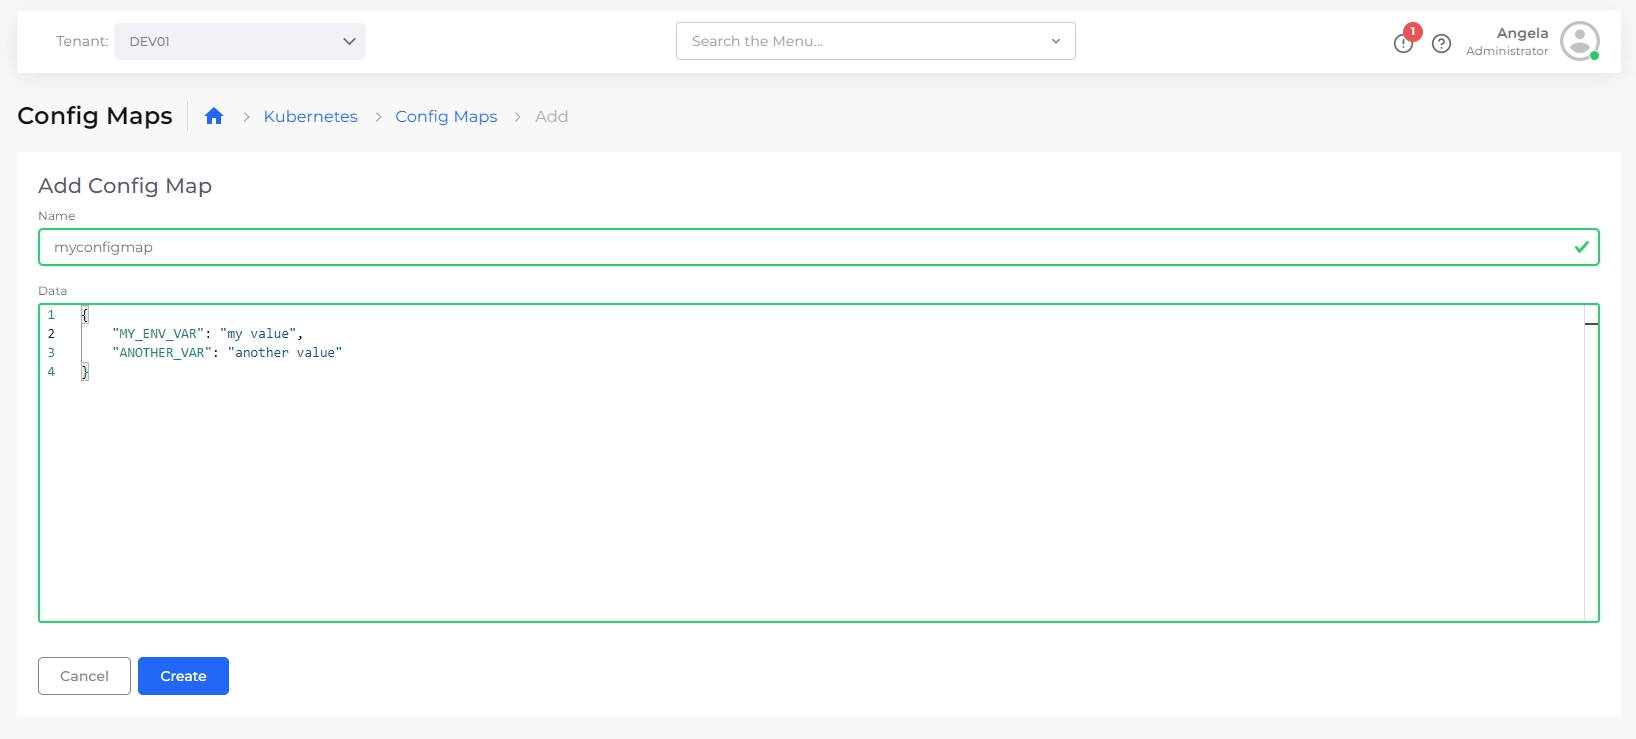 Tenant: DEV01 Search the Menu... 1 Angela
Administrator
Config Maps Kubernetes > Config Maps > Add
Add Config Map
Name
myconfigmap
Data
1 {
2 "MY_ENV_VAR": "my value",
3 "ANOTHER_VAR": "another value"
4 }
Cancel Create